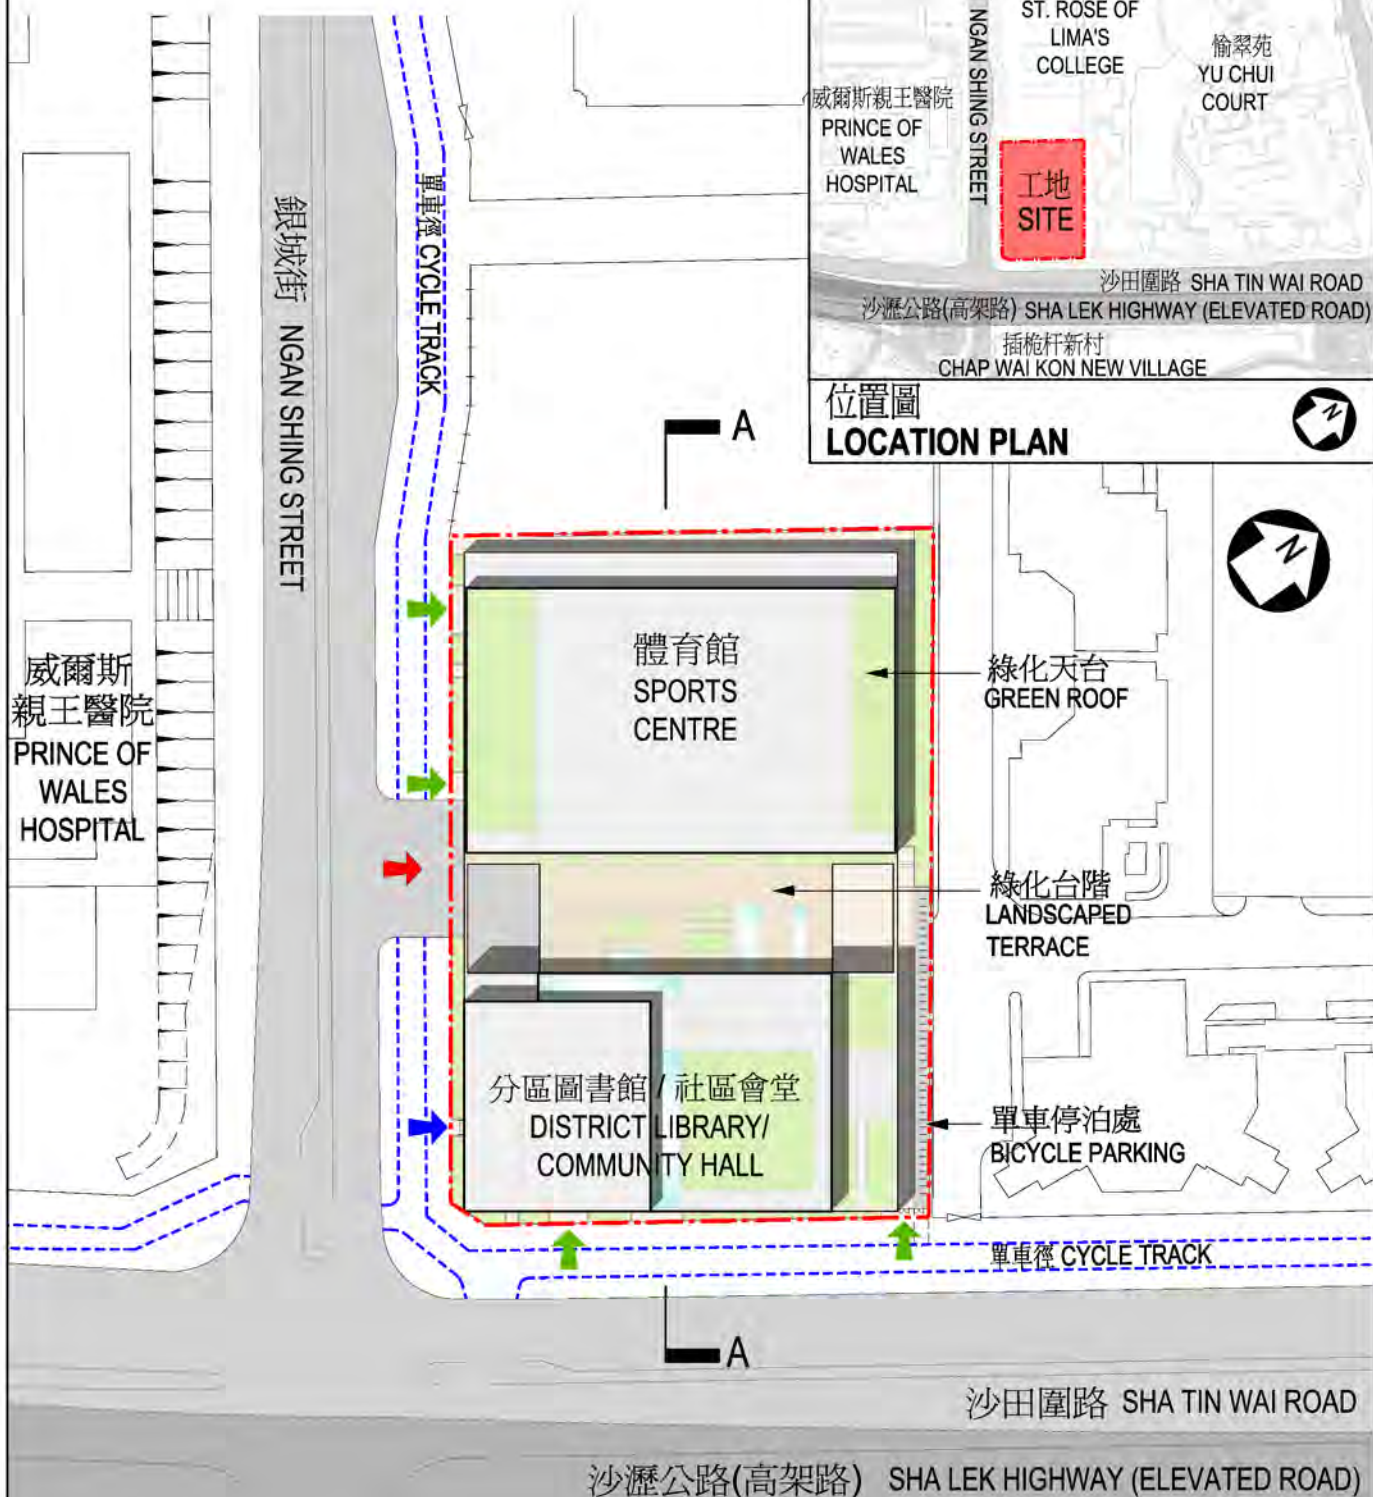 ST. ROSE OF
LIMA'S
COLLEGE
愉翠苑
YU CHUI
COURT
NGAN SHING STREET
威爾斯親王醫院
PRINCE OF
WALES
HOSPITAL
工地
SITE
沙田圍路 SHA TIN WAI ROAD
沙瀝公路(高架路) SHA LEK HIGHWAY (ELEVATED ROAD)
插桅杆新村
CHAP WAI KON NEW VILLAGE
位置圖
LOCATION PLAN
N
銀城街 NGAN SHING STREET
單車徑 CYCLE TRACK
A
N
體育館
SPORTS
CENTRE
綠化天台
GREEN ROOF
威爾斯
親王醫院
PRINCE OF
WALES
HOSPITAL
綠化台階
LANDSCAPED
TERRACE
分區圖書館 / 社區會堂
DISTRICT LIBRARY/
COMMUNITY HALL
單車停泊處
BICYCLE PARKING
單車徑 CYCLE TRACK
A
沙田圍路 SHA TIN WAI ROAD
沙瀝公路(高架路) SHA LEK HIGHWAY (ELEVATED ROAD)